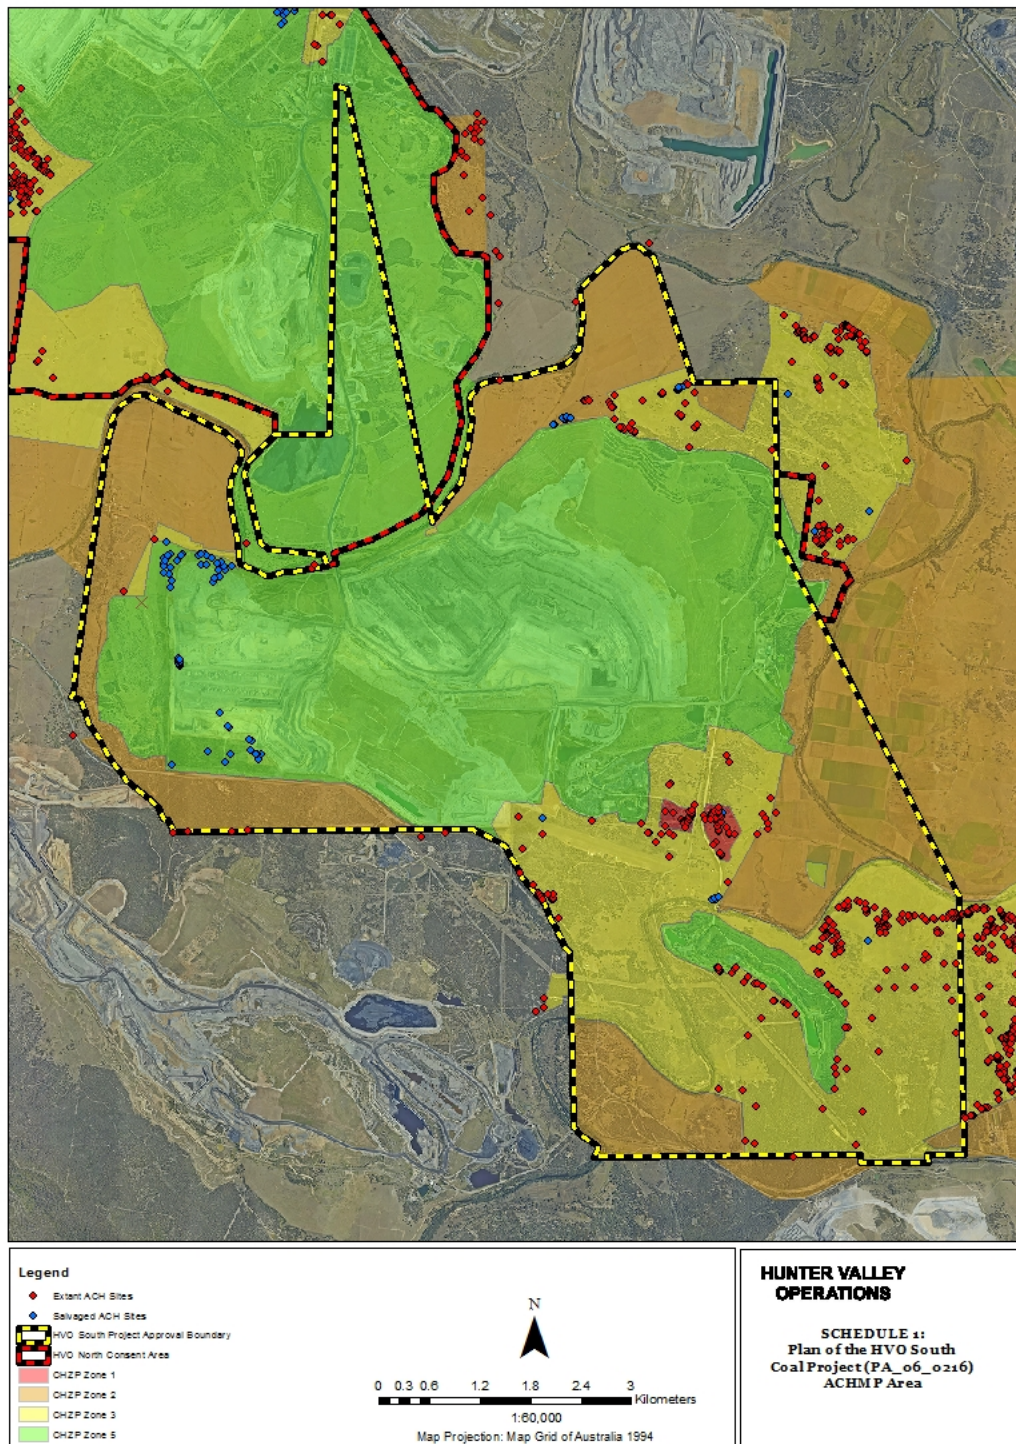 Legend
Extant ACH Sites
Salvaged ACH Sites
HVO South Project Approval Boundary
HVO North Consent Area
CHZP Zone 1
CHZP Zone 2
CHZP Zone 3
CHZP Zone 5
N
0 0.3 0.6 1.2 1.8 2.4 3
Kilometers
1:60,000
Map Projection: Map Grid of Australia 1994
HUNTER VALLEY
OPERATIONS
SCHEDULE 1:
Plan of the HVO South
Coal Project (PA_06_0216)
ACHMP Area